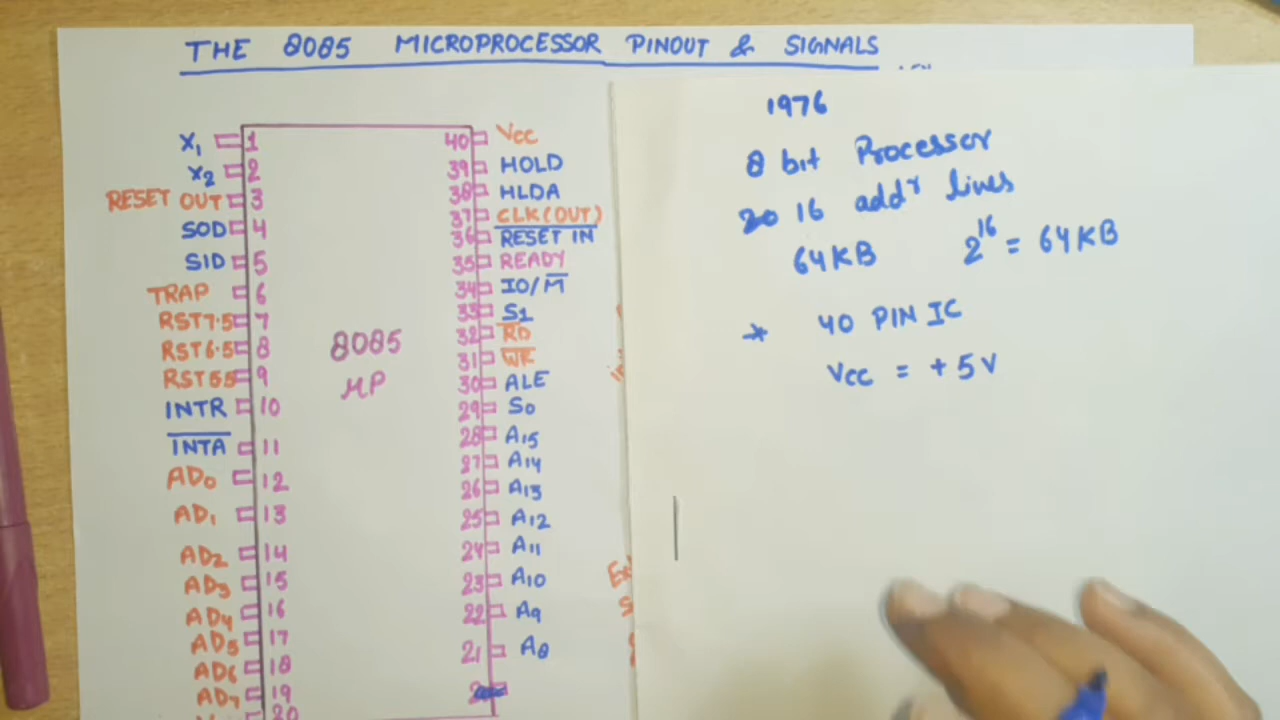 THE 8085 MICROPROCESSOR PINOUT & SIGNALS
X1 1
X2 2
RESET OUT 3
SOD 4
SID 5
TRAP 6
RST7.5 7
RST6.5 8
RST5.5 9
INTR 10
INTA 11
AD0 12
AD1 13
AD2 14
AD3 15
AD4 16
AD5 17
AD6 18
AD7 19
20
8085
μP
40 Vcc
39 HOLD
38 HLDA
37 CLK(OUT)
36 RESET IN
35 READY
34 IO/M
33 S1
32 RD
31 WR
30 ALE
29 S0
28 A15
27 A14
26 A13
25 A12
24 A11
23 A10
22 A9
21 A8
1976
8 bit Processor
20 16 addr lines
64KB 2^16 = 64KB
* 40 PIN IC
Vcc = +5V